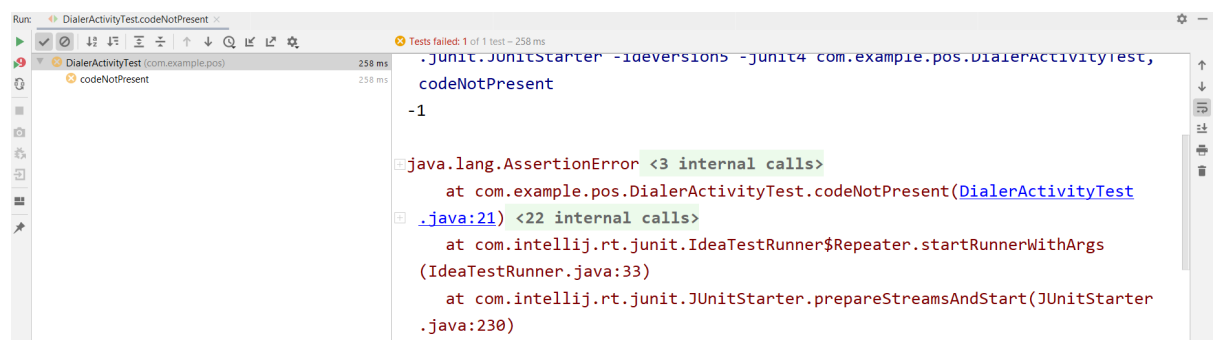 Run: DialerActivityTest.codeNotPresent ×
Tests failed: 1 of 1 test – 258 ms
DialerActivityTest (com.example.pos) 258 ms
codeNotPresent 258 ms
.junit.JUnitStarter -ideVersion5 -junit4 com.example.pos.DialerActivityTest,
codeNotPresent
-1
java.lang.AssertionError <3 internal calls>
at com.example.pos.DialerActivityTest.codeNotPresent(DialerActivityTest
.java:21) <22 internal calls>
at com.intellij.rt.junit.IdeaTestRunner$Repeater.startRunnerWithArgs
(IdeaTestRunner.java:33)
at com.intellij.rt.junit.JUnitStarter.prepareStreamsAndStart(JUnitStarter
.java:230)